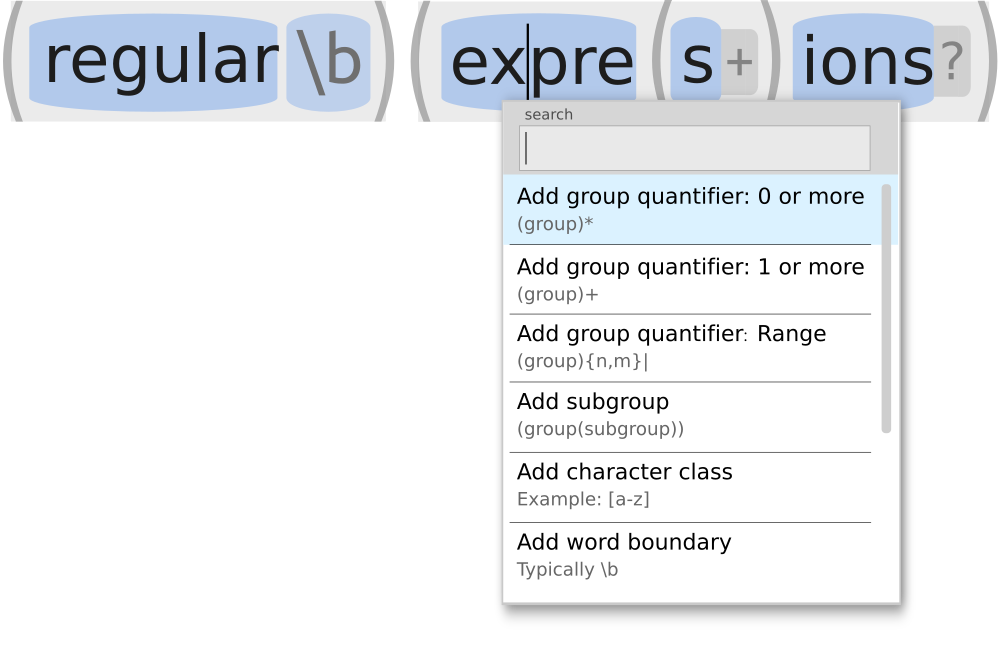 (regular\b) (expre(s+)ions?)
search
Add group quantifier: 0 or more
(group)*
Add group quantifier: 1 or more
(group)+
Add group quantifier: Range
(group){n,m}|
Add subgroup
(group(subgroup))
Add character class
Example: [a-z]
Add word boundary
Typically \b